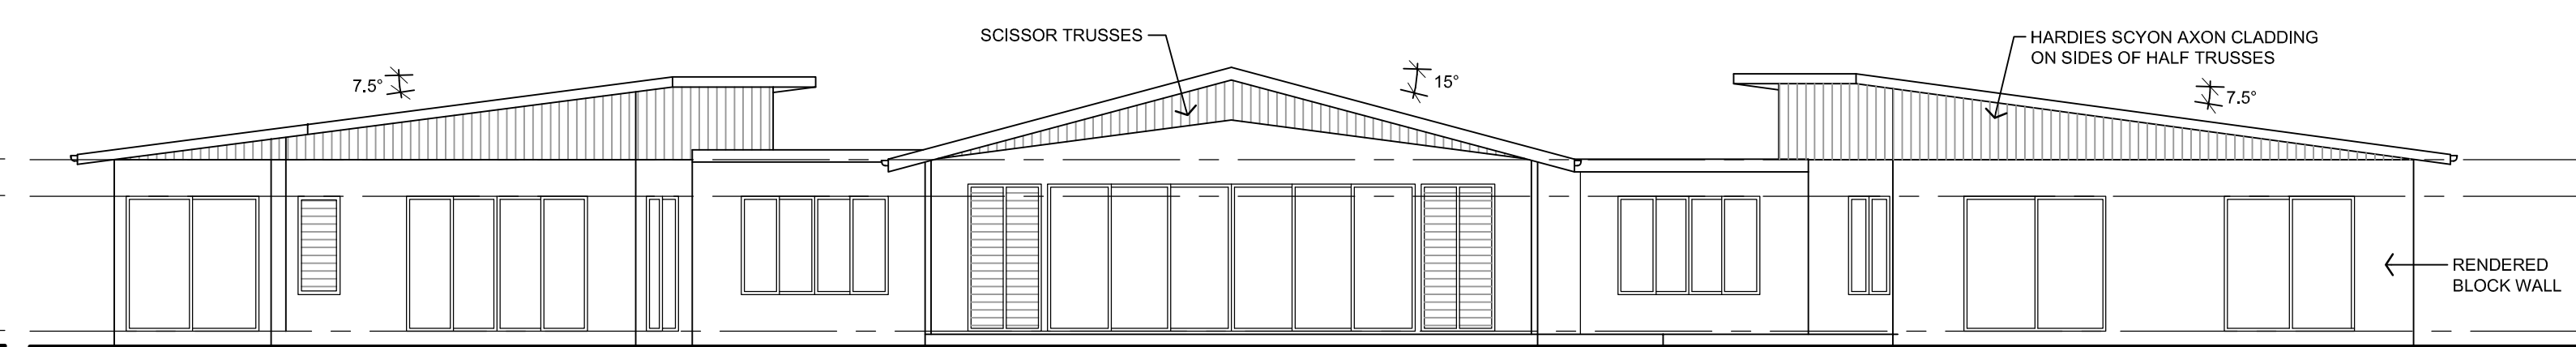 SCISSOR TRUSSES
HARDIES SCYON AXON CLADDING
ON SIDES OF HALF TRUSSES
7.5°
15°
7.5°
RENDERED
BLOCK WALL